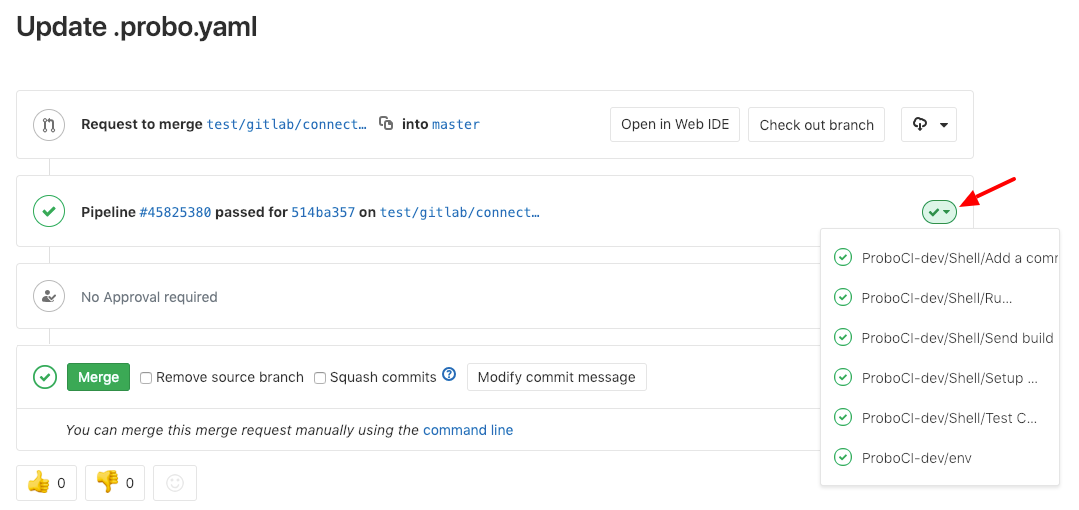 Update .probo.yaml
Request to merge test/gitlab/connect… into master
Open in Web IDE
Check out branch
Pipeline #45825380 passed for 514ba357 on test/gitlab/connect…
ProboCI-dev/Shell/Add a com
ProboCI-dev/Shell/Ru...
ProboCI-dev/Shell/Send build
ProboCI-dev/Shell/Setup ...
ProboCI-dev/Shell/Test C...
ProboCI-dev/env
No Approval required
Merge
Remove source branch
Squash commits
Modify commit message
You can merge this merge request manually using the command line
0
0